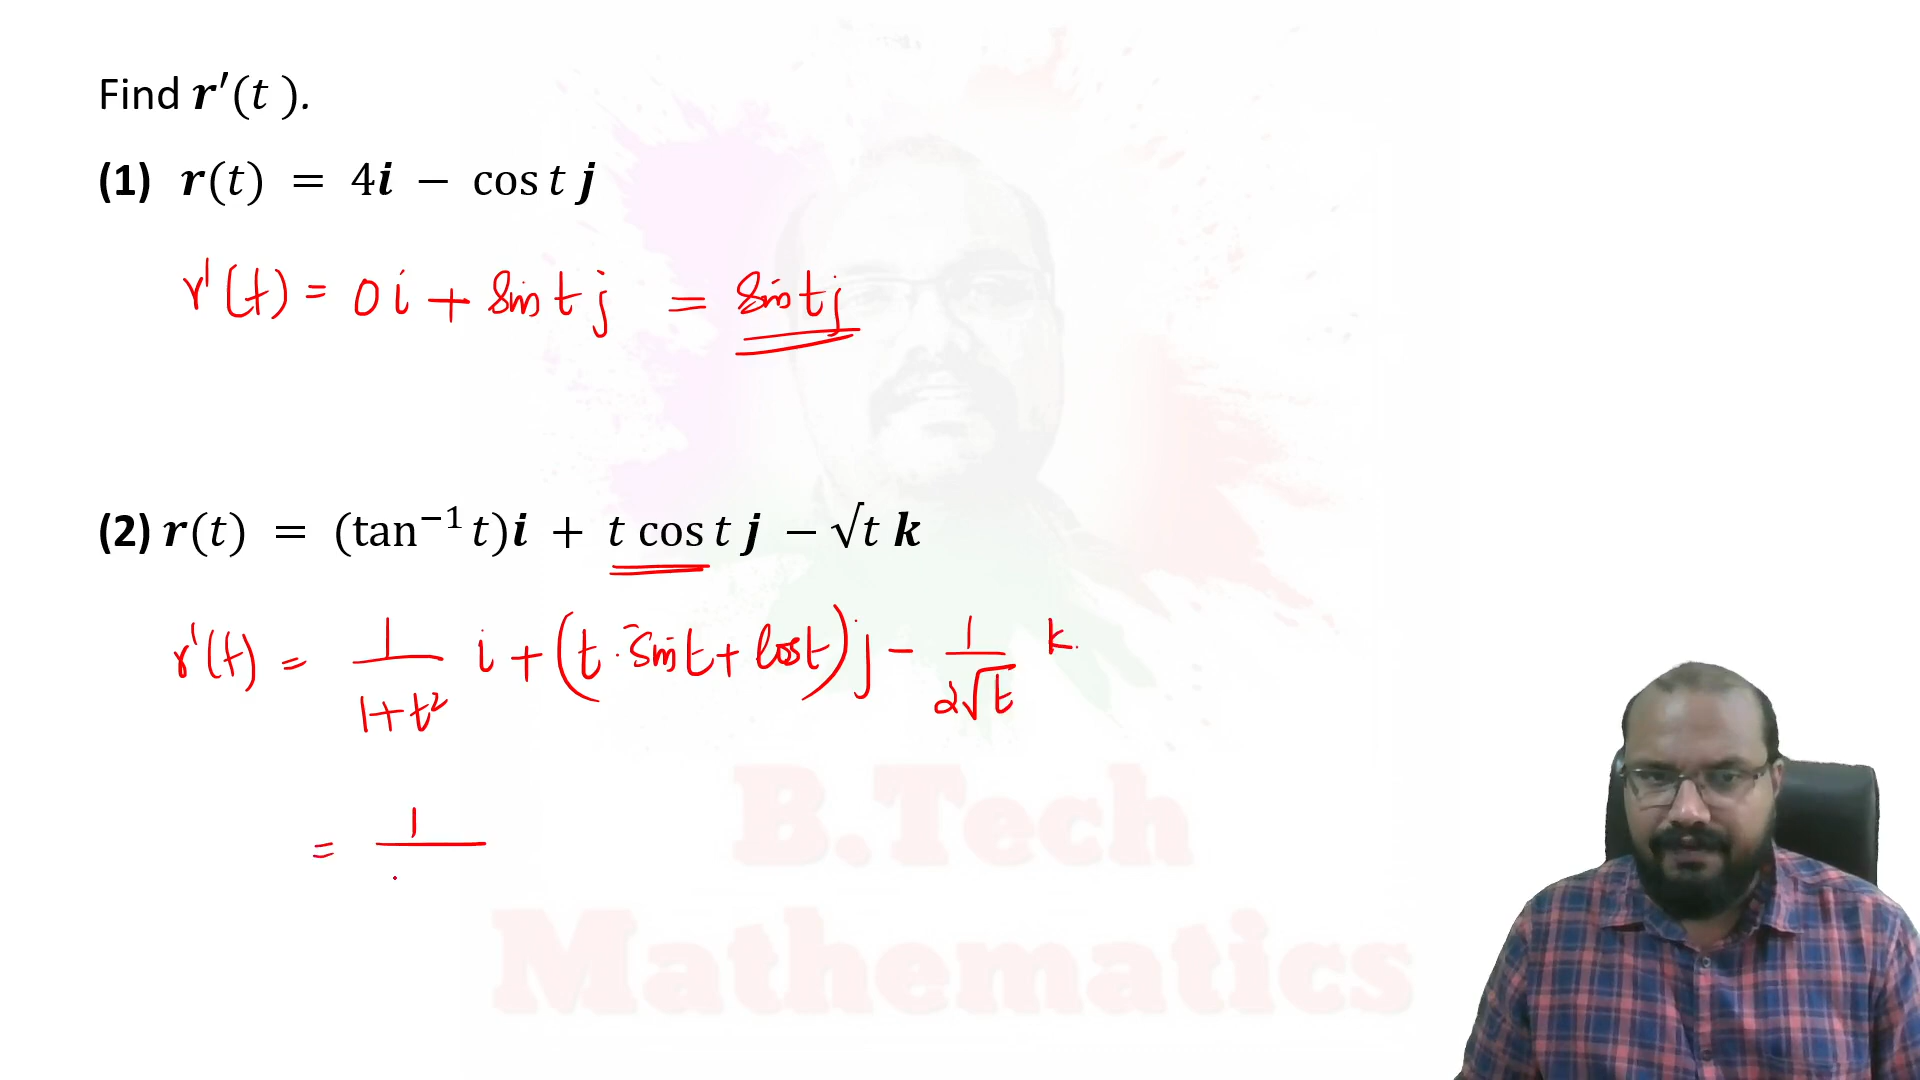 Find r′(t ).
(1) r(t) = 4i − cos t j
r'(t) = 0i + Sin t j = Sin t j
(2) r(t) = (tan⁻¹ t)i + t cos t j − √t k
r'(t) = 1/(1+t²) i + (t · -Sin t + Cos t) j − 1/(2√t) k.
= 1
B.Tech
Mathematics